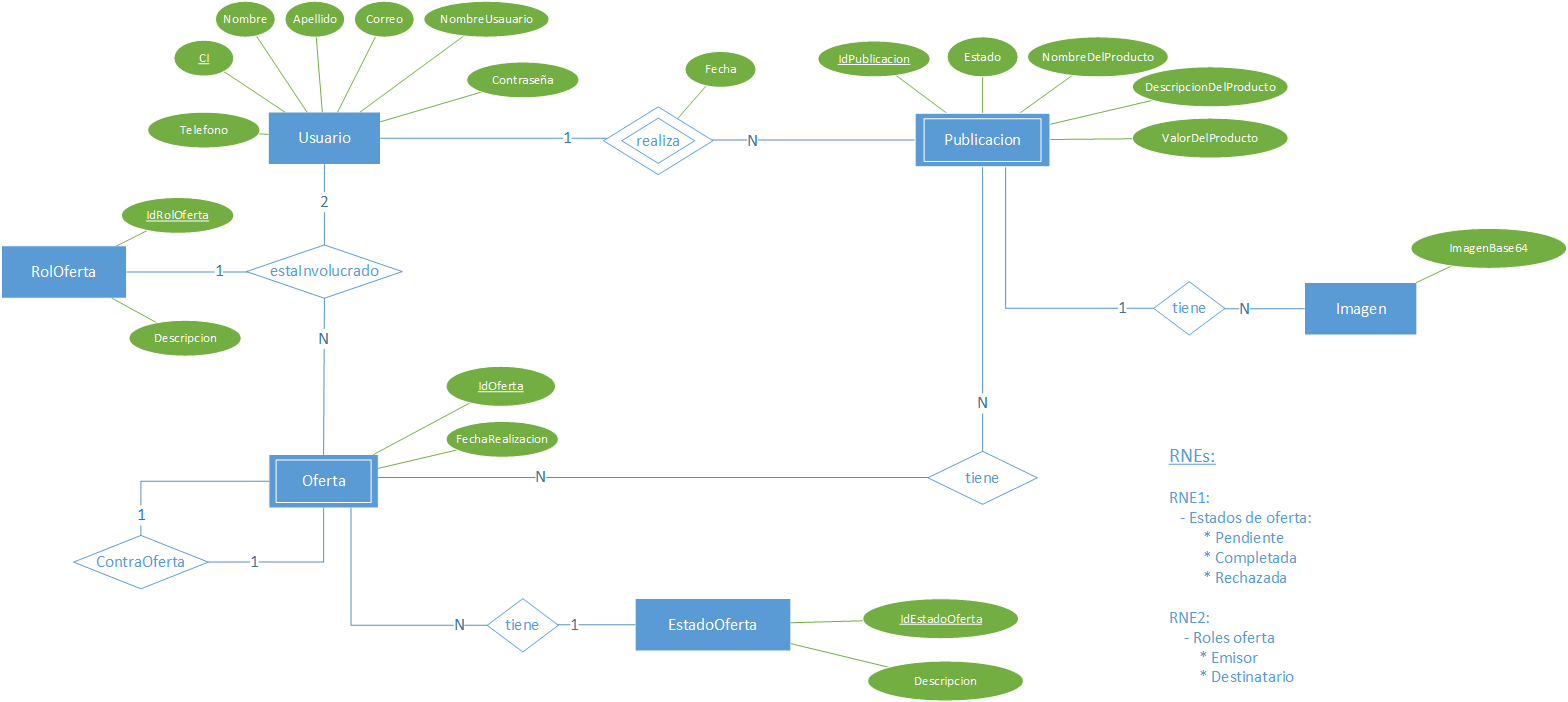 Nombre
Apellido
Correo
NombreUsauario
CI
Contraseña
Telefono
Usuario
1
realiza
Fecha
N
IdPublicacion
Estado
NombreDelProducto
DescripcionDelProducto
ValorDelProducto
Publicacion
2
IdRolOferta
RolOferta
1
estaInvolucrado
Descripcion
N
1
tiene
N
ImagenBase64
Imagen
IdOferta
FechaRealizacion
Oferta
N
tiene
N
1
ContraOferta
1
N
tiene
1
EstadoOferta
IdEstadoOferta
Descripcion
RNEs:
RNE1:
- Estados de oferta:
* Pendiente
* Completada
* Rechazada
RNE2:
- Roles oferta
* Emisor
* Destinatario